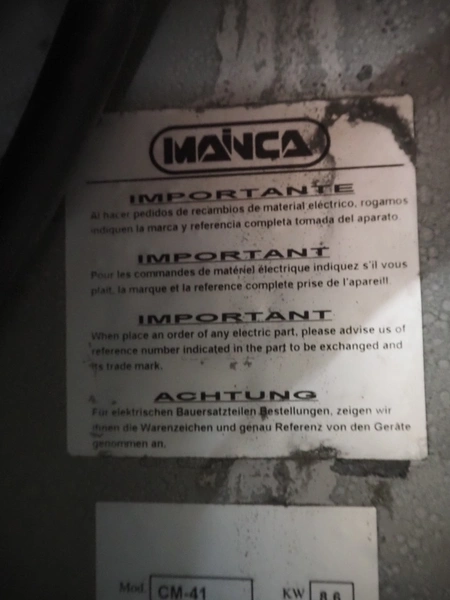 MAINCA
IMPORTANTE
Al hacer pedidos de recambios de material eléctrico, rogamos
indiquen la marca y referencia completa tomada del aparato.
IMPORTANT
Pour les commandes de matériel électrique indiquez s'il vous
plait, la marque et la reference complete prise de l'apareill.
IMPORTANT
When place an order of any electric part, please advise us of
reference number indicated in the part to be exchanged and
its trade mark.
ACHTUNG
Für elektrischen Bauersatzteilen Bestellungen, zeigen wir
ihnen die Warenzeichen und genau Referenz von den Geräte
genommen an.
Mod. CM-41 KW